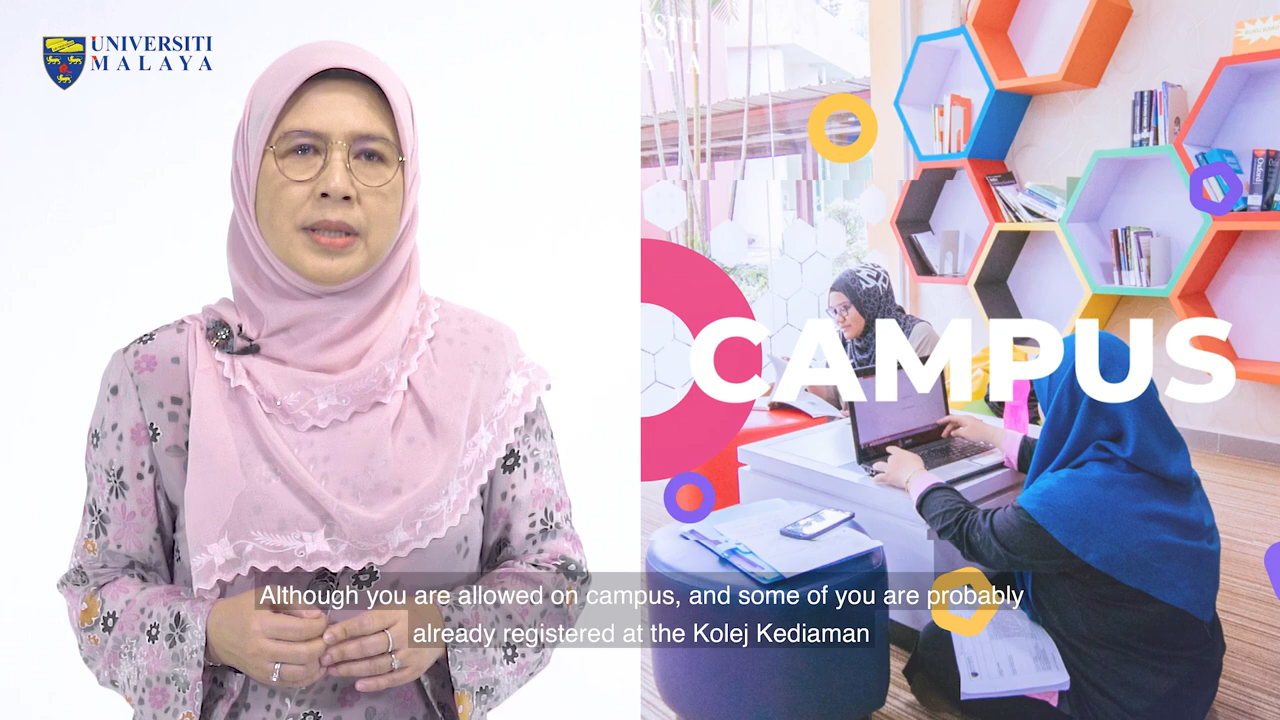 UNIVERSITI
MALAYA
CAMPUS
Although you are allowed on campus, and some of you are probably
already registered at the Kolej Kediaman